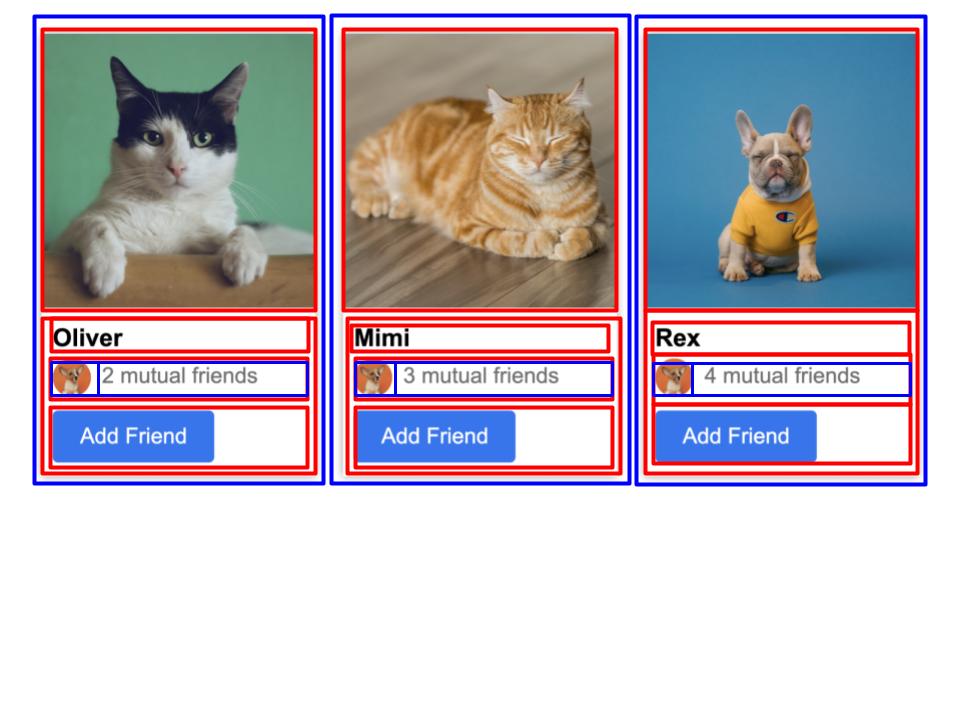 Oliver
2 mutual friends
Add Friend
Mimi
3 mutual friends
Add Friend
Rex
4 mutual friends
Add Friend